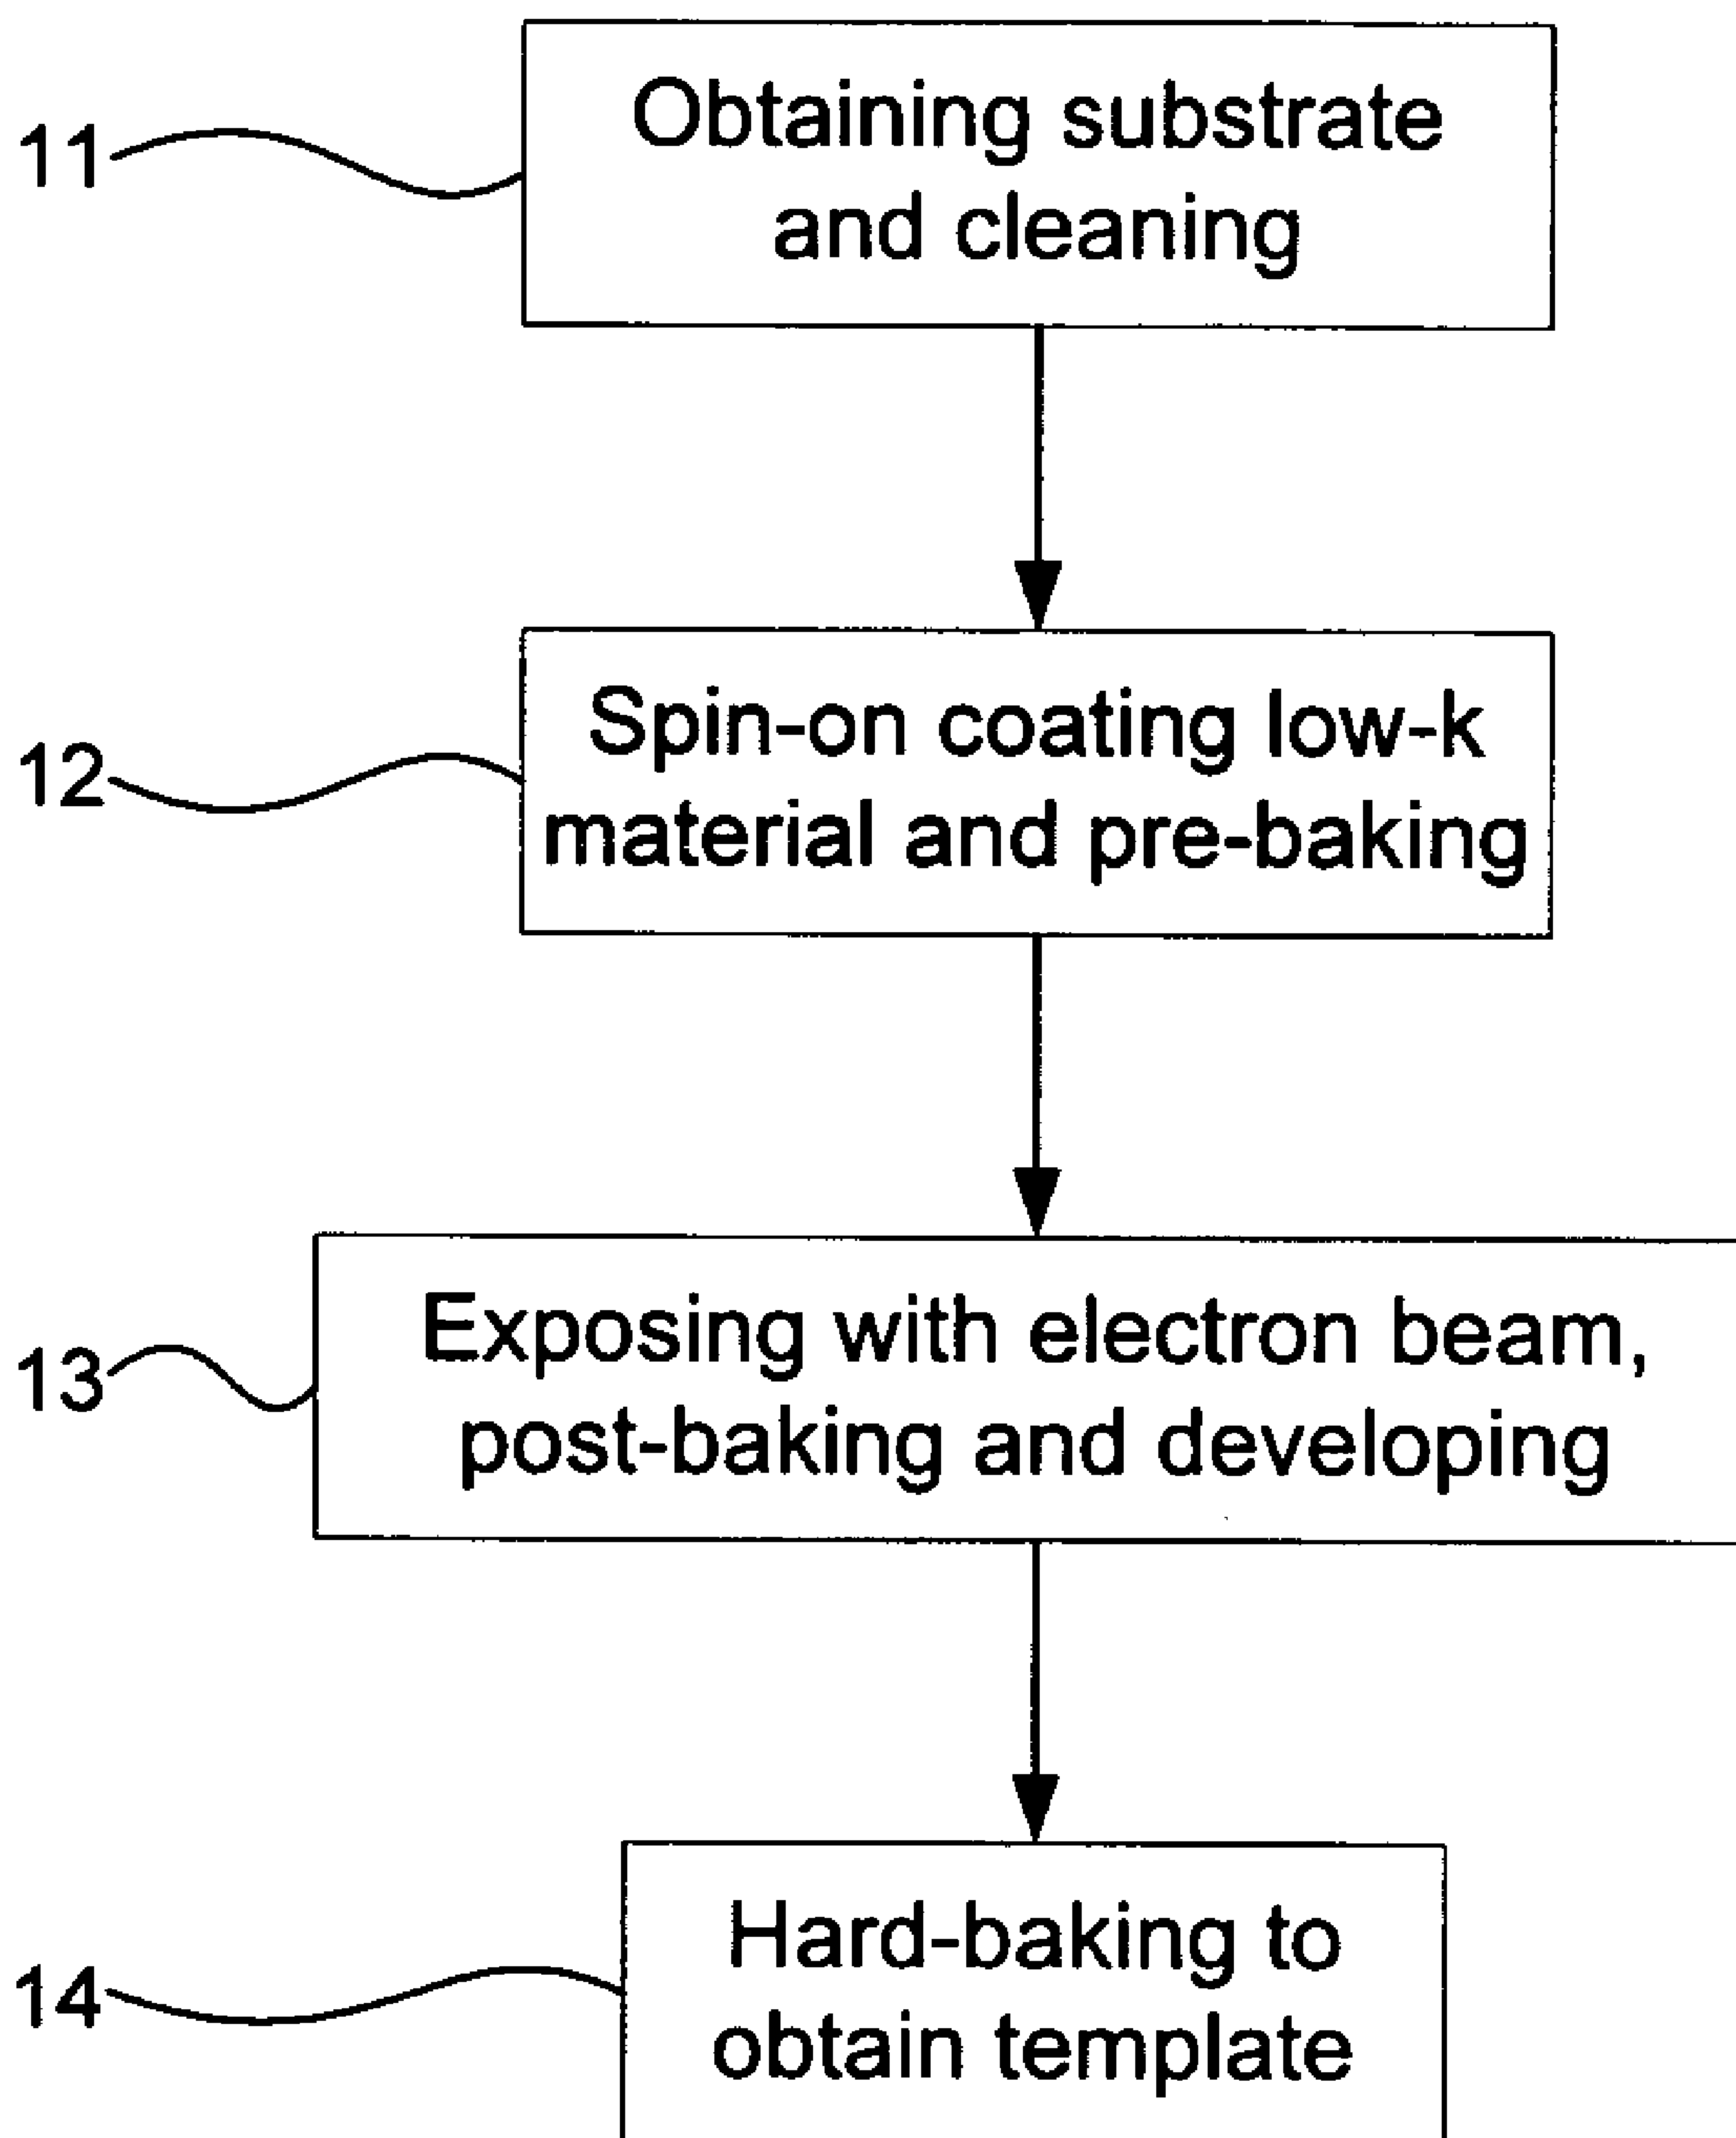 11
Obtaining substrate
and cleaning
12
Spin-on coating low-k
material and pre-baking
13
Exposing with electron beam,
post-baking and developing
14
Hard-baking to
obtain template